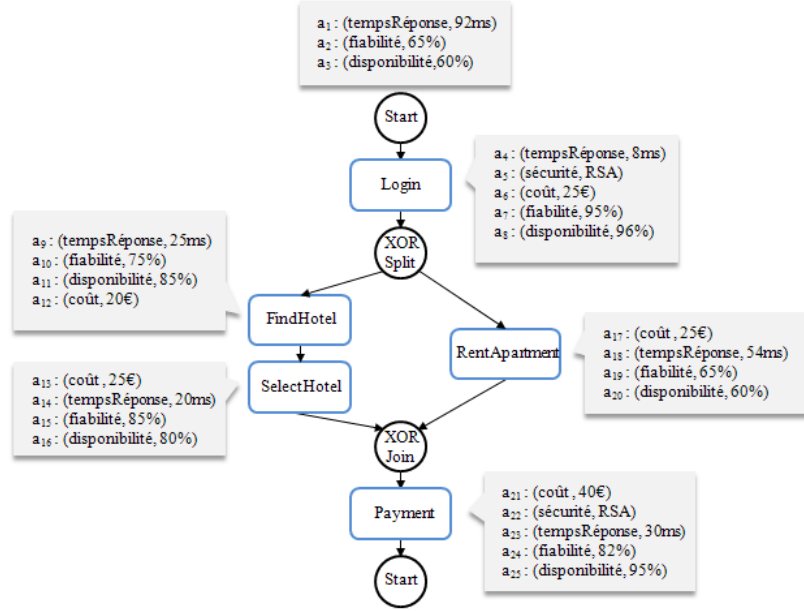 a₁ : (tempsRéponse, 92ms)
a₂ : (fiabilité, 65%)
a₃ : (disponibilité,60%)
Start
a₄ : (tempsRéponse, 8ms)
a₅ : (sécurité, RSA)
a₆ : (coût, 25€)
a₇ : (fiabilité, 95%)
a₈ : (disponibilité, 96%)
Login
a₉ : (tempsRéponse, 25ms)
a₁₀ : (fiabilité, 75%)
a₁₁ : (disponibilité, 85%)
a₁₂ : (coût, 20€)
XOR
Split
FindHotel
RentApartment
a₁₇ : (coût, 25€)
a₁₈ : (tempsRéponse, 54ms)
a₁₉ : (fiabilité, 65%)
a₂₀ : (disponibilité, 60%)
a₁₃ : (coût, 25€)
a₁₄ : (tempsRéponse, 20ms)
a₁₅ : (fiabilité, 85%)
a₁₆ : (disponibilité, 80%)
SelectHotel
XOR
Join
Payment
a₂₁ : (coût , 40€)
a₂₂ : (sécurité, RSA)
a₂₃ : (tempsRéponse, 30ms)
a₂₄ : (fiabilité, 82%)
a₂₅ : (disponibilité, 95%)
Start